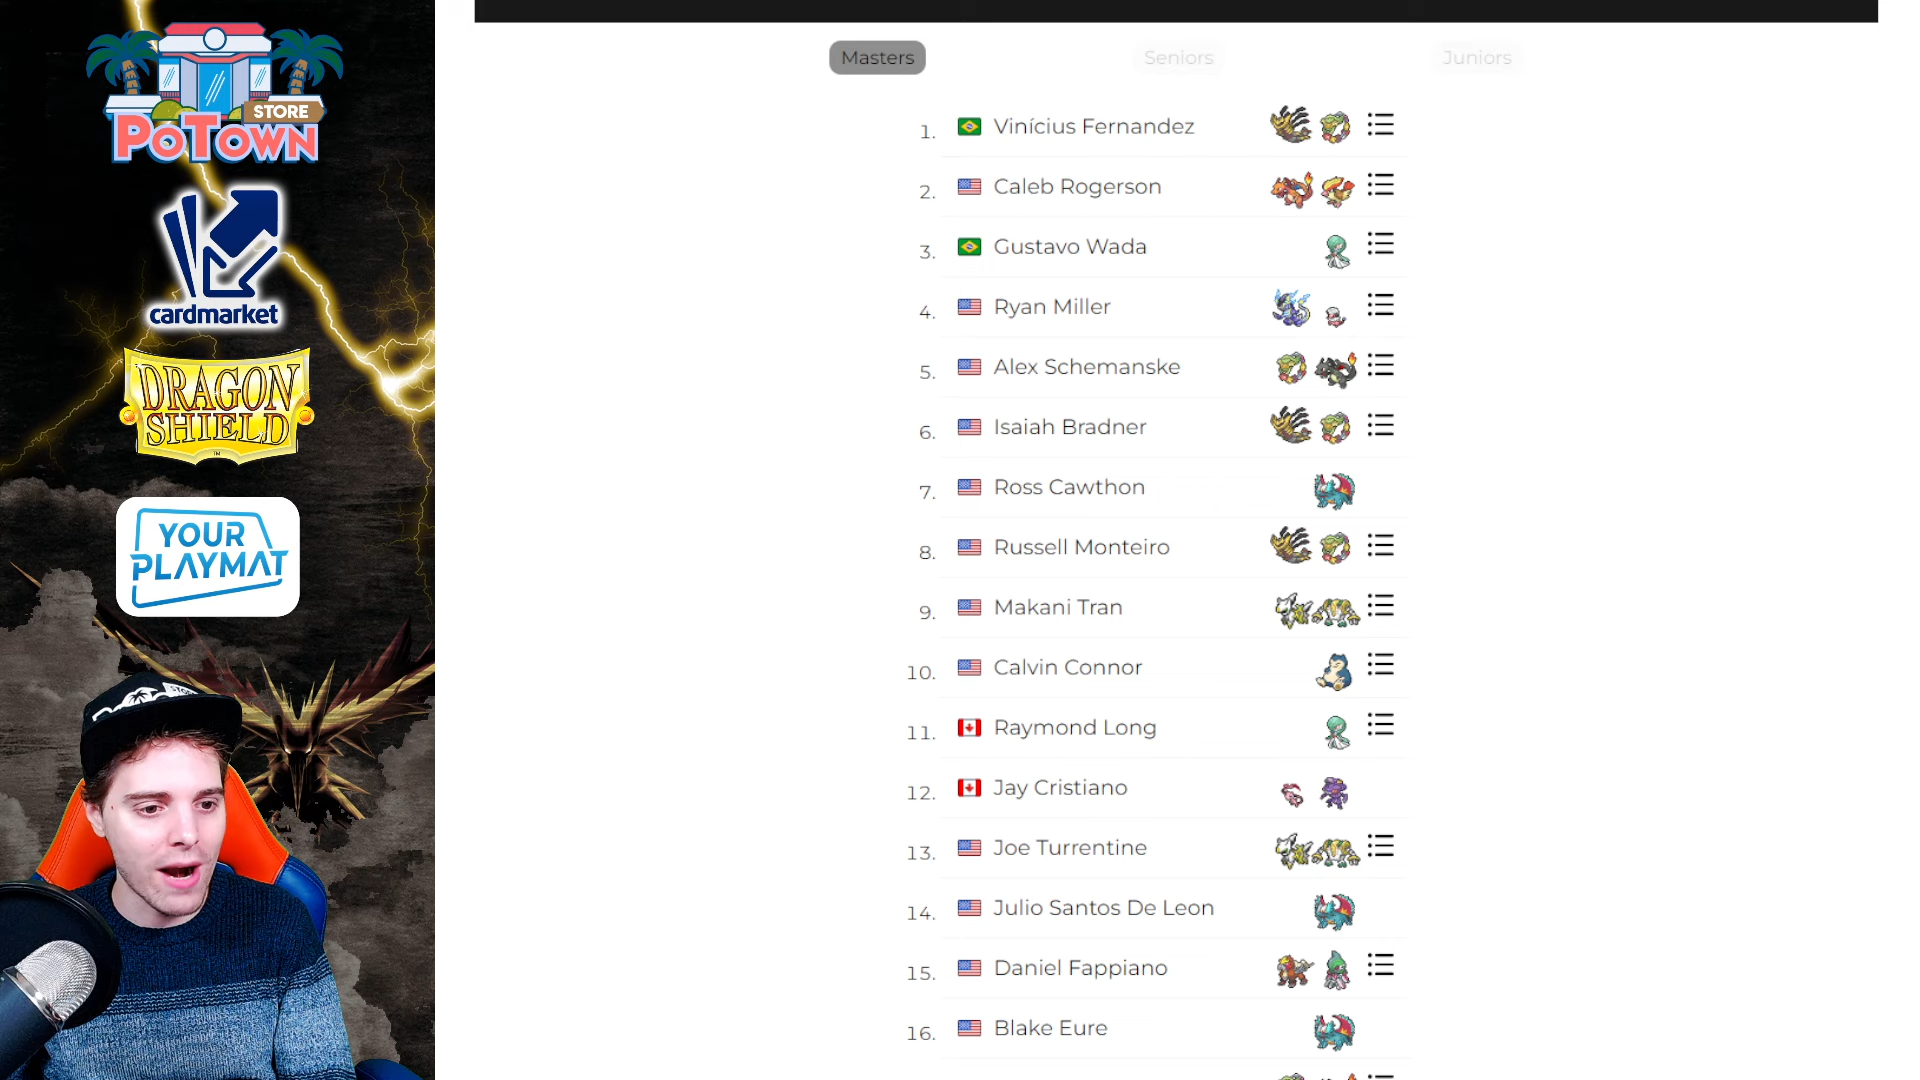 STORE
PoTown
cardmarket
DRAGON
SHIELD
YOUR
PLAYMAT
Masters
Seniors
Juniors
1. Vinícius Fernandez
2. Caleb Rogerson
3. Gustavo Wada
4. Ryan Miller
5. Alex Schemanske
6. Isaiah Bradner
7. Ross Cawthon
8. Russell Monteiro
9. Makani Tran
10. Calvin Connor
11. Raymond Long
12. Jay Cristiano
13. Joe Turrentine
14. Julio Santos De Leon
15. Daniel Fappiano
16. Blake Eure